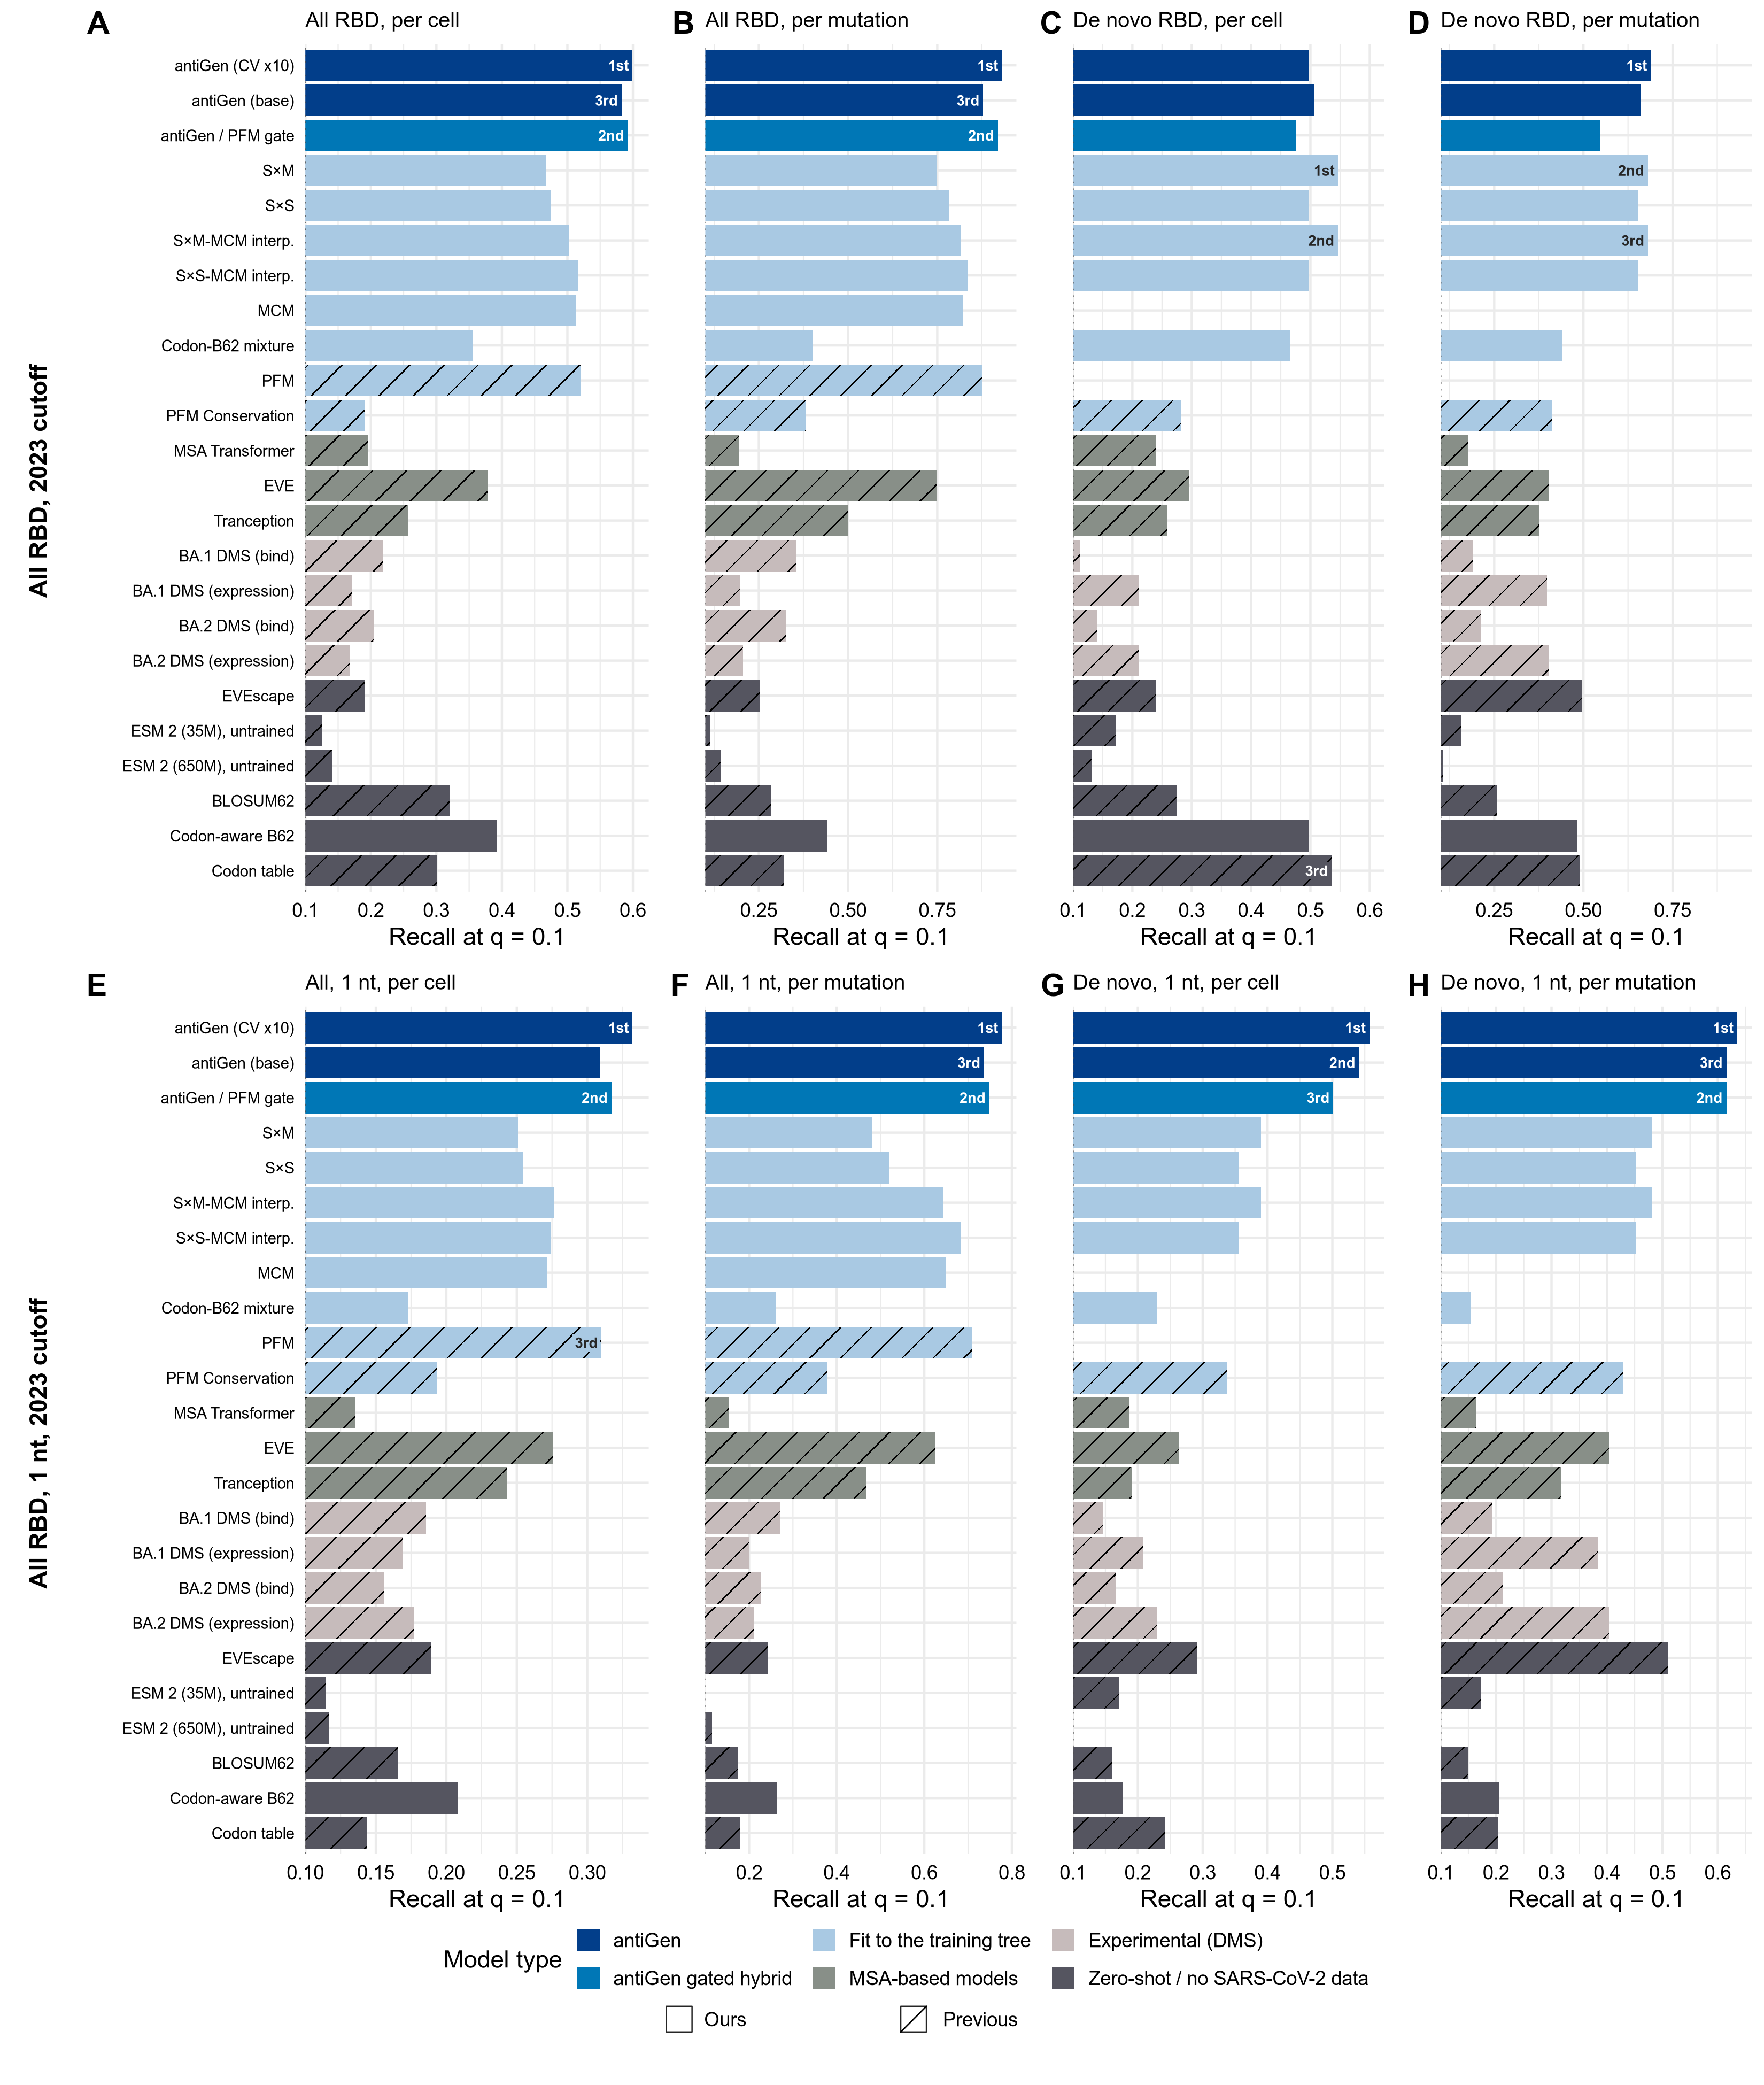 A All RBD, per cell
B All RBD, per mutation
C De novo RBD, per cell
D De novo RBD, per mutation
All RBD, 2023 cutoff
antiGen (CV x10) 1st 1st 1st
antiGen (base) 3rd 3rd
antiGen / PFM gate 2nd 2nd
S×M 1st 2nd
S×S
S×M-MCM interp. 2nd 3rd
S×S-MCM interp.
MCM
Codon-B62 mixture
PFM
PFM Conservation
MSA Transformer
EVE
Tranception
BA.1 DMS (bind)
BA.1 DMS (expression)
BA.2 DMS (bind)
BA.2 DMS (expression)
EVEscape
ESM 2 (35M), untrained
ESM 2 (650M), untrained
BLOSUM62
Codon-aware B62
Codon table 3rd
0.1 0.2 0.3 0.4 0.5 0.6
0.25 0.50 0.75
0.1 0.2 0.3 0.4 0.5 0.6
0.25 0.50 0.75
Recall at q = 0.1
Recall at q = 0.1
Recall at q = 0.1
Recall at q = 0.1
E All, 1 nt, per cell
F All, 1 nt, per mutation
G De novo, 1 nt, per cell
H De novo, 1 nt, per mutation
All RBD, 1 nt, 2023 cutoff
antiGen (CV x10) 1st 1st 1st 1st
antiGen (base) 3rd 2nd 3rd
antiGen / PFM gate 2nd 2nd 3rd 2nd
S×M
S×S
S×M-MCM interp.
S×S-MCM interp.
MCM
Codon-B62 mixture
PFM 3rd
PFM Conservation
MSA Transformer
EVE
Tranception
BA.1 DMS (bind)
BA.1 DMS (expression)
BA.2 DMS (bind)
BA.2 DMS (expression)
EVEscape
ESM 2 (35M), untrained
ESM 2 (650M), untrained
BLOSUM62
Codon-aware B62
Codon table
0.10 0.15 0.20 0.25 0.30
0.2 0.4 0.6 0.8
0.1 0.2 0.3 0.4 0.5
0.1 0.2 0.3 0.4 0.5 0.6
Recall at q = 0.1
Recall at q = 0.1
Recall at q = 0.1
Recall at q = 0.1
Model type
antiGen
Fit to the training tree
Experimental (DMS)
antiGen gated hybrid
MSA-based models
Zero-shot / no SARS-CoV-2 data
Ours
Previous